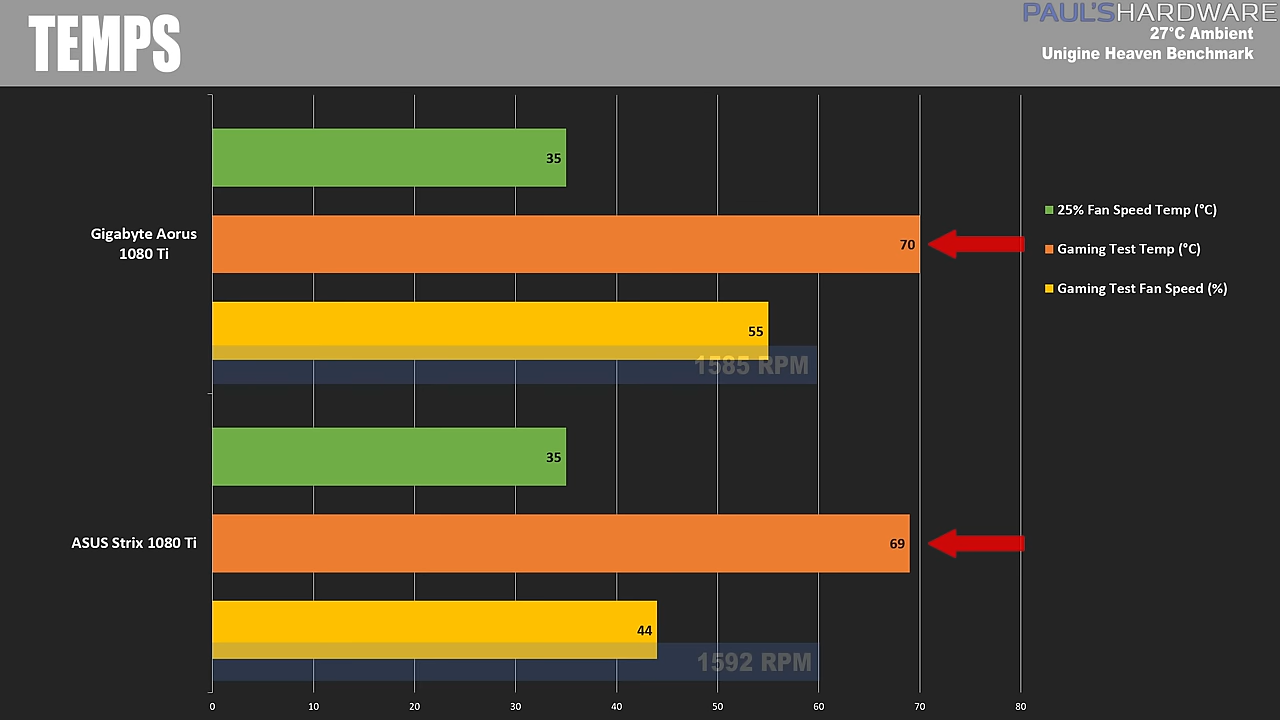 TEMPS
PAUL'SHARDWARE
27°C Ambient
Unigine Heaven Benchmark
35
Gigabyte Aorus
1080 Ti
70
55
1585 RPM
35
ASUS Strix 1080 Ti
69
44
1592 RPM
25% Fan Speed Temp (°C)
Gaming Test Temp (°C)
Gaming Test Fan Speed (%)
0 10 20 30 40 50 60 70 80